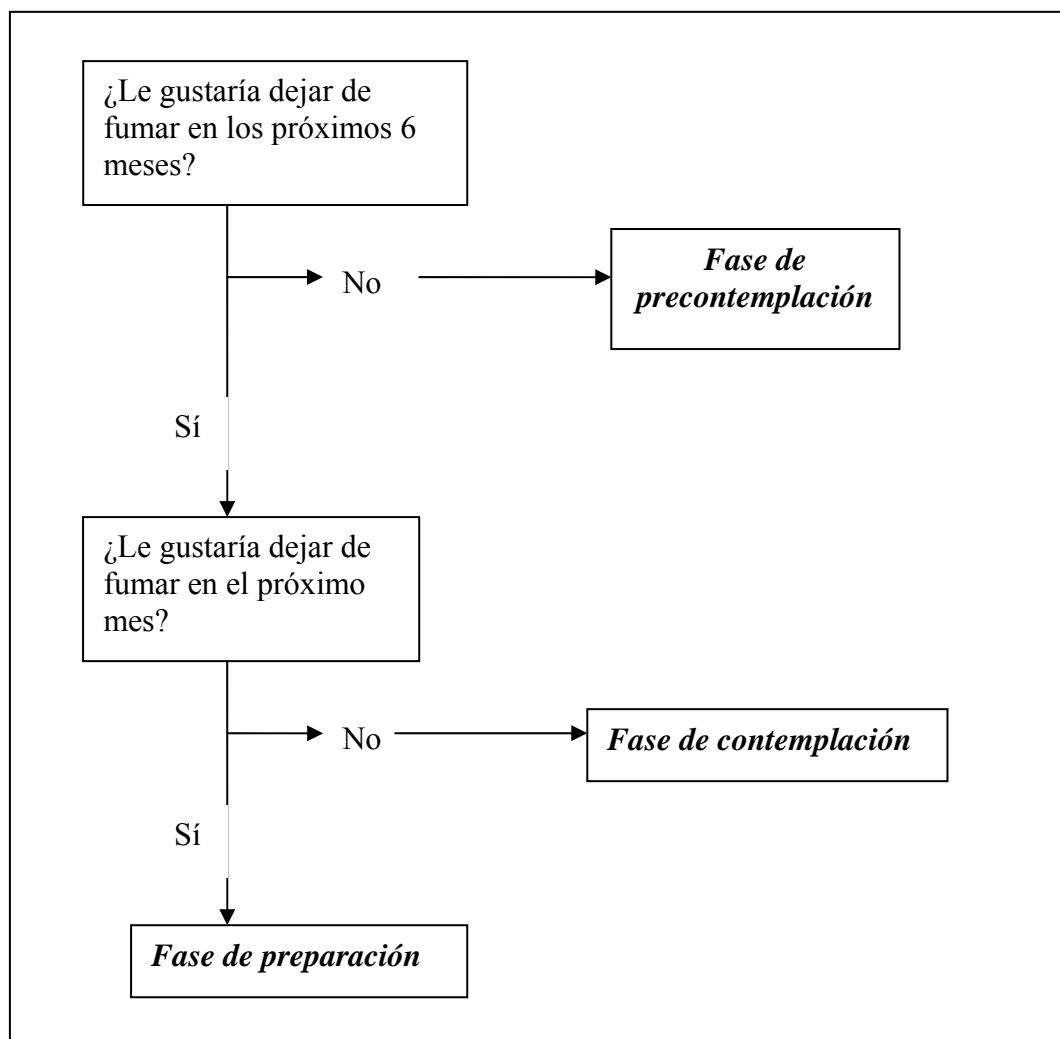 ¿Le gustaría dejar de
fumar en los próximos 6
meses?
No
Fase de
precontemplación
Sí
¿Le gustaría dejar de
fumar en el próximo
mes?
No
Fase de contemplación
Sí
Fase de preparación